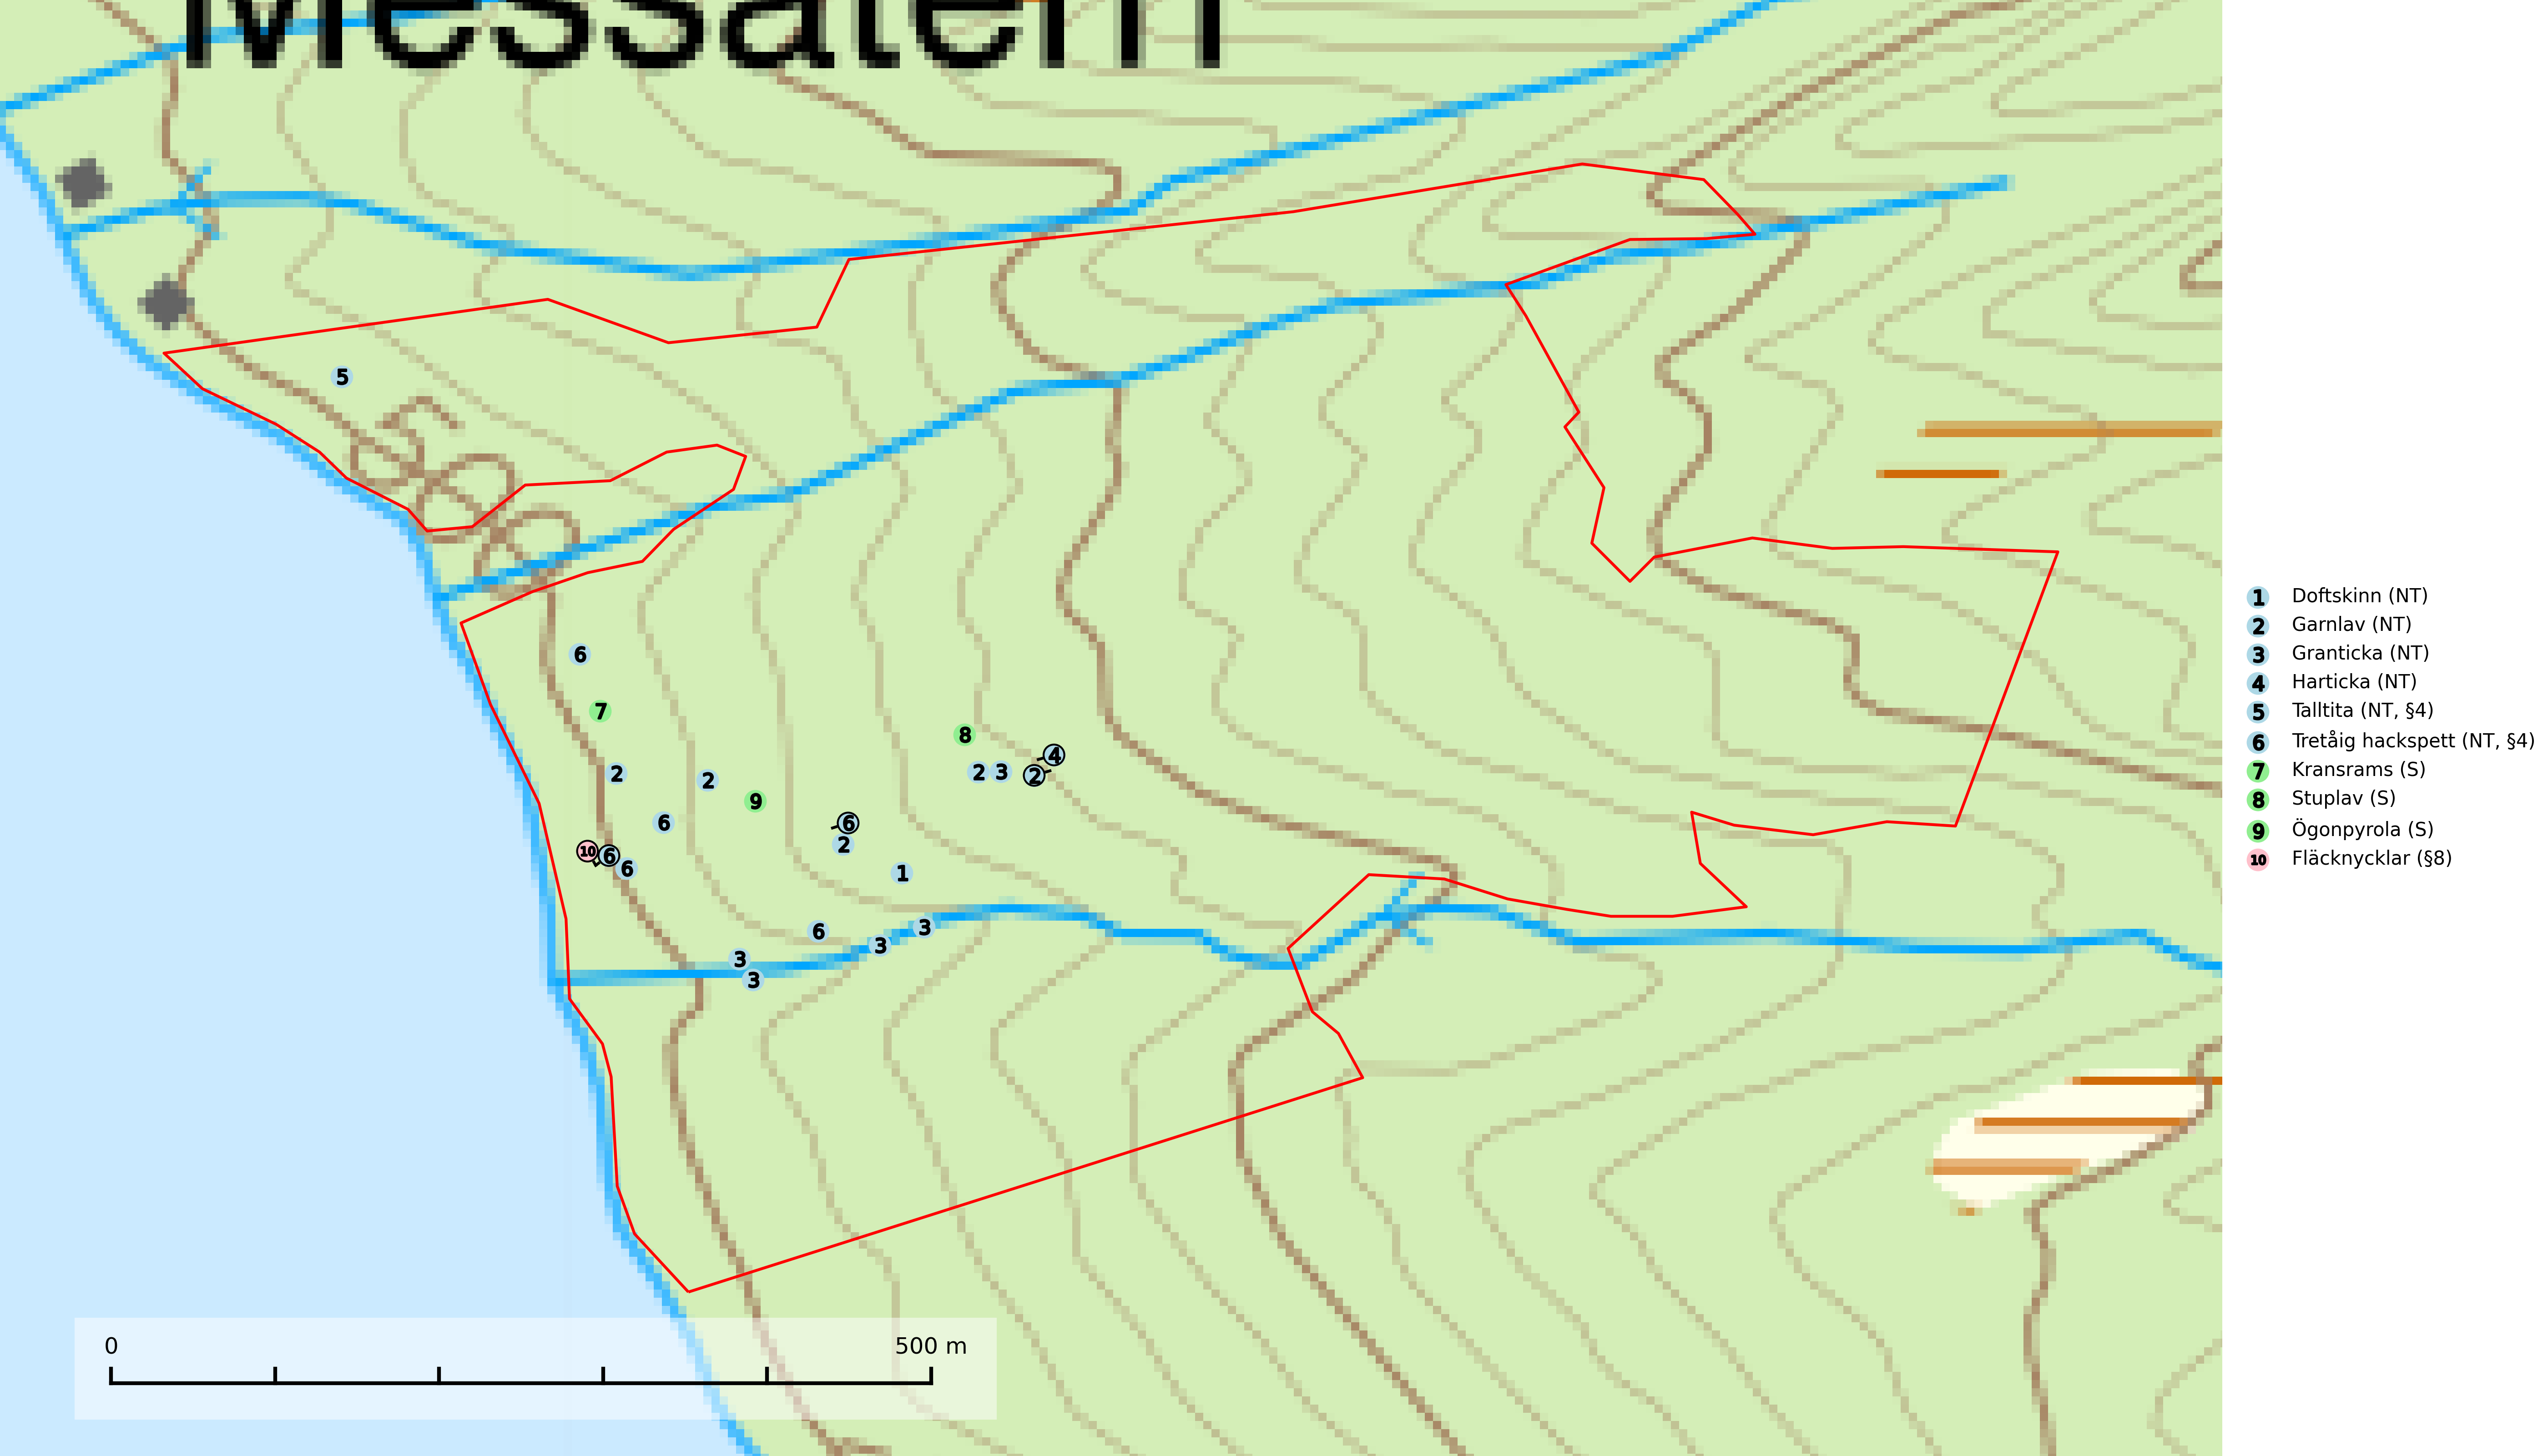 5
580
6
7
8
4
2 3 2
2 2
9
6 6
2
10 6 6
1
6 3
3
3
3
0 500 m
1 Doftskinn (NT)
2 Garnlav (NT)
3 Granticka (NT)
4 Harticka (NT)
5 Talltita (NT, §4)
6 Tretåig hackspett (NT, §4)
7 Kransrams (S)
8 Stuplav (S)
9 Ögonpyrola (S)
10 Fläcknycklar (§8)